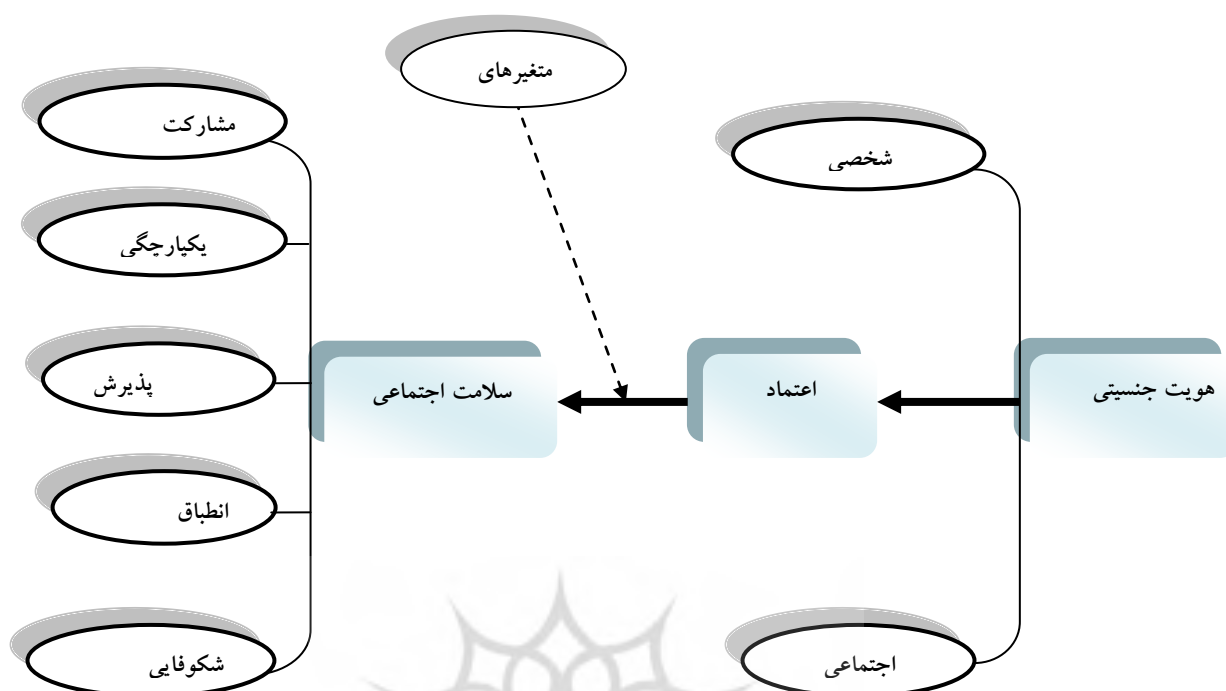 متغیرهای
مشارکت
شخصی
یکپارچگی
هویت جنسیتی
اعتماد
سلامت اجتماعی
پذیرش
انطباق
اجتماعی
شکوفایی